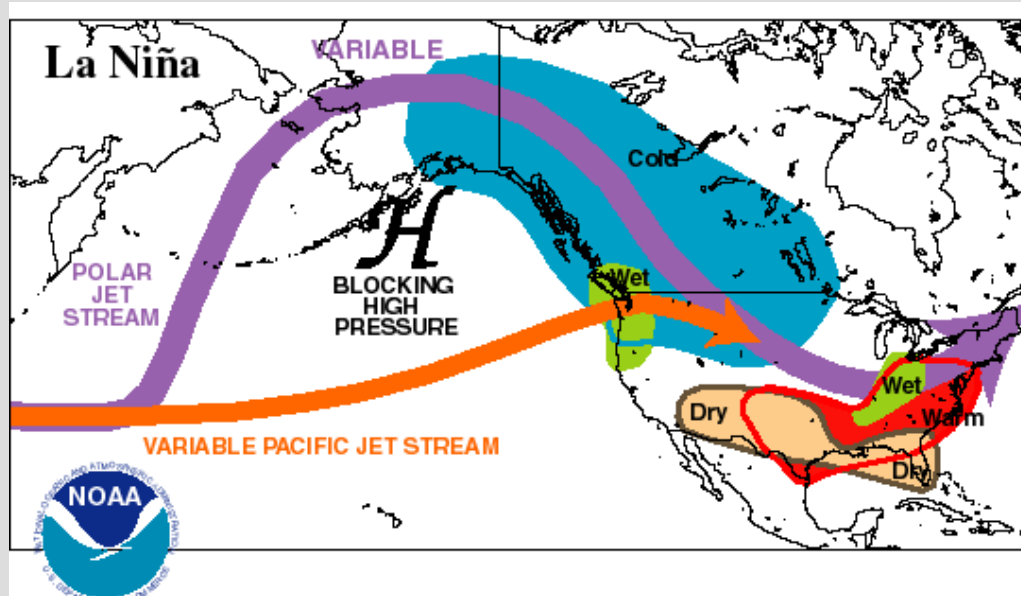 La Niña
VARIABLE
Cold
H
POLAR
JET
STREAM
BLOCKING
HIGH
PRESSURE
Wet
Wet
Dry
Warm
Dry
VARIABLE PACIFIC JET STREAM
NOAA